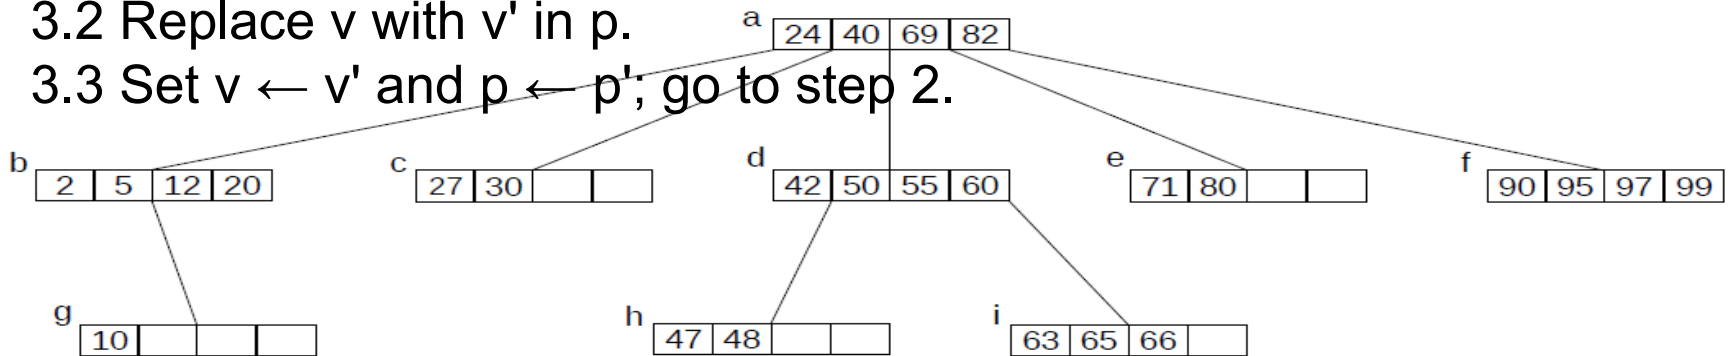 3.2 Replace v with v' in p.
a
24 40 69 82
3.3 Set v ← v' and p ← p'; go to step 2.
b
2 5 12 20
c
27 30
d
42 50 55 60
e
71 80
f
90 95 97 99
g
10
h
47 48
i
63 65 66